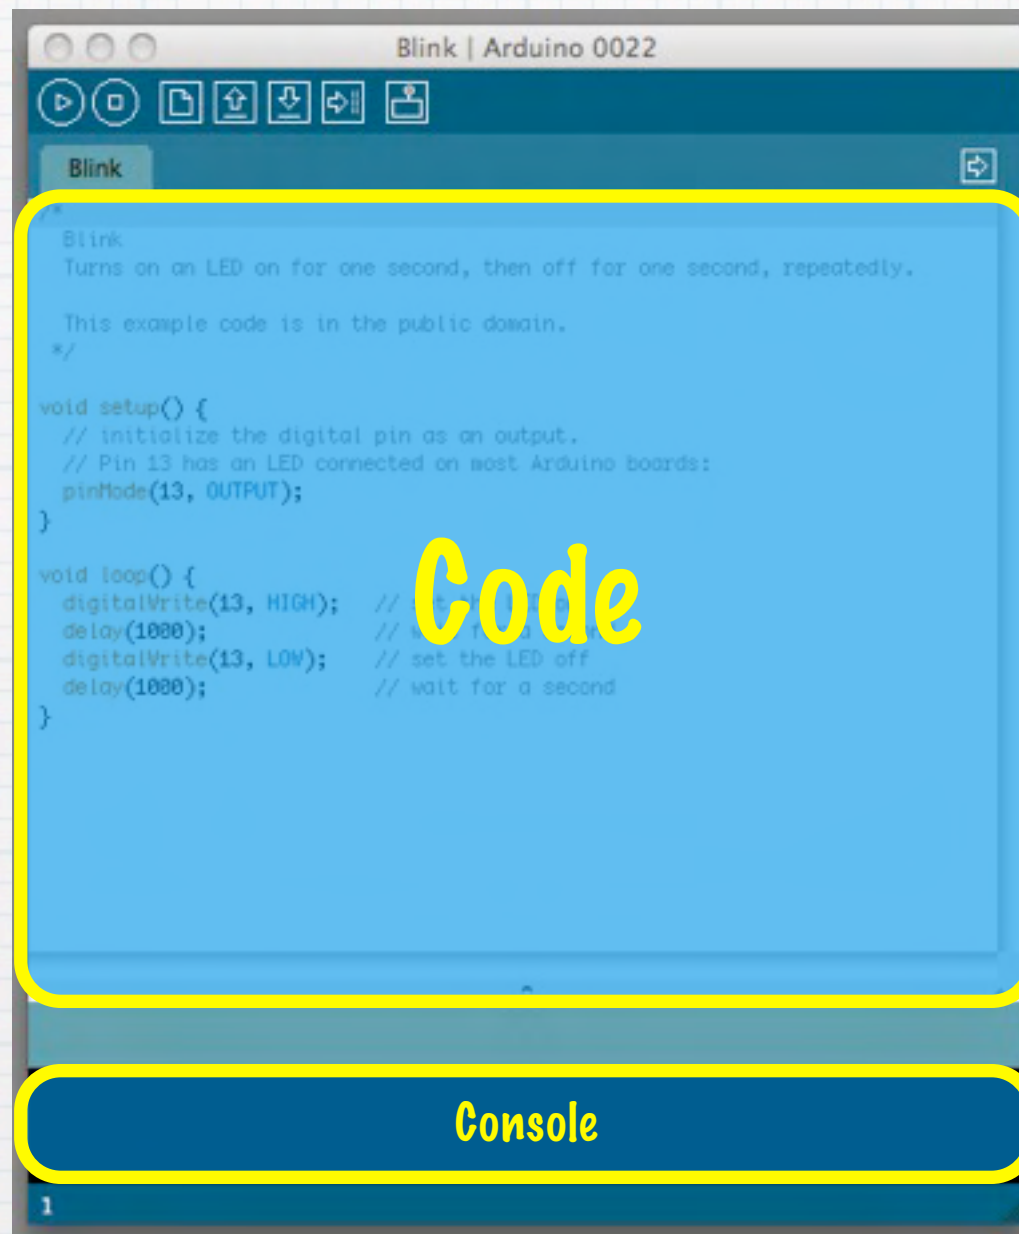 Blink | Arduino 0022
Blink
/*
Blink
Turns on an LED on for one second, then off for one second, repeatedly.
This example code is in the public domain.
*/
void setup() {
// initialize the digital pin as an output.
// Pin 13 has an LED connected on most Arduino boards:
pinMode(13, OUTPUT);
}
void loop() {
digitalWrite(13, HIGH); //
delay(1000); //
digitalWrite(13, LOW); // set the LED off
delay(1000); // wait for a second
}
Code
Console
1